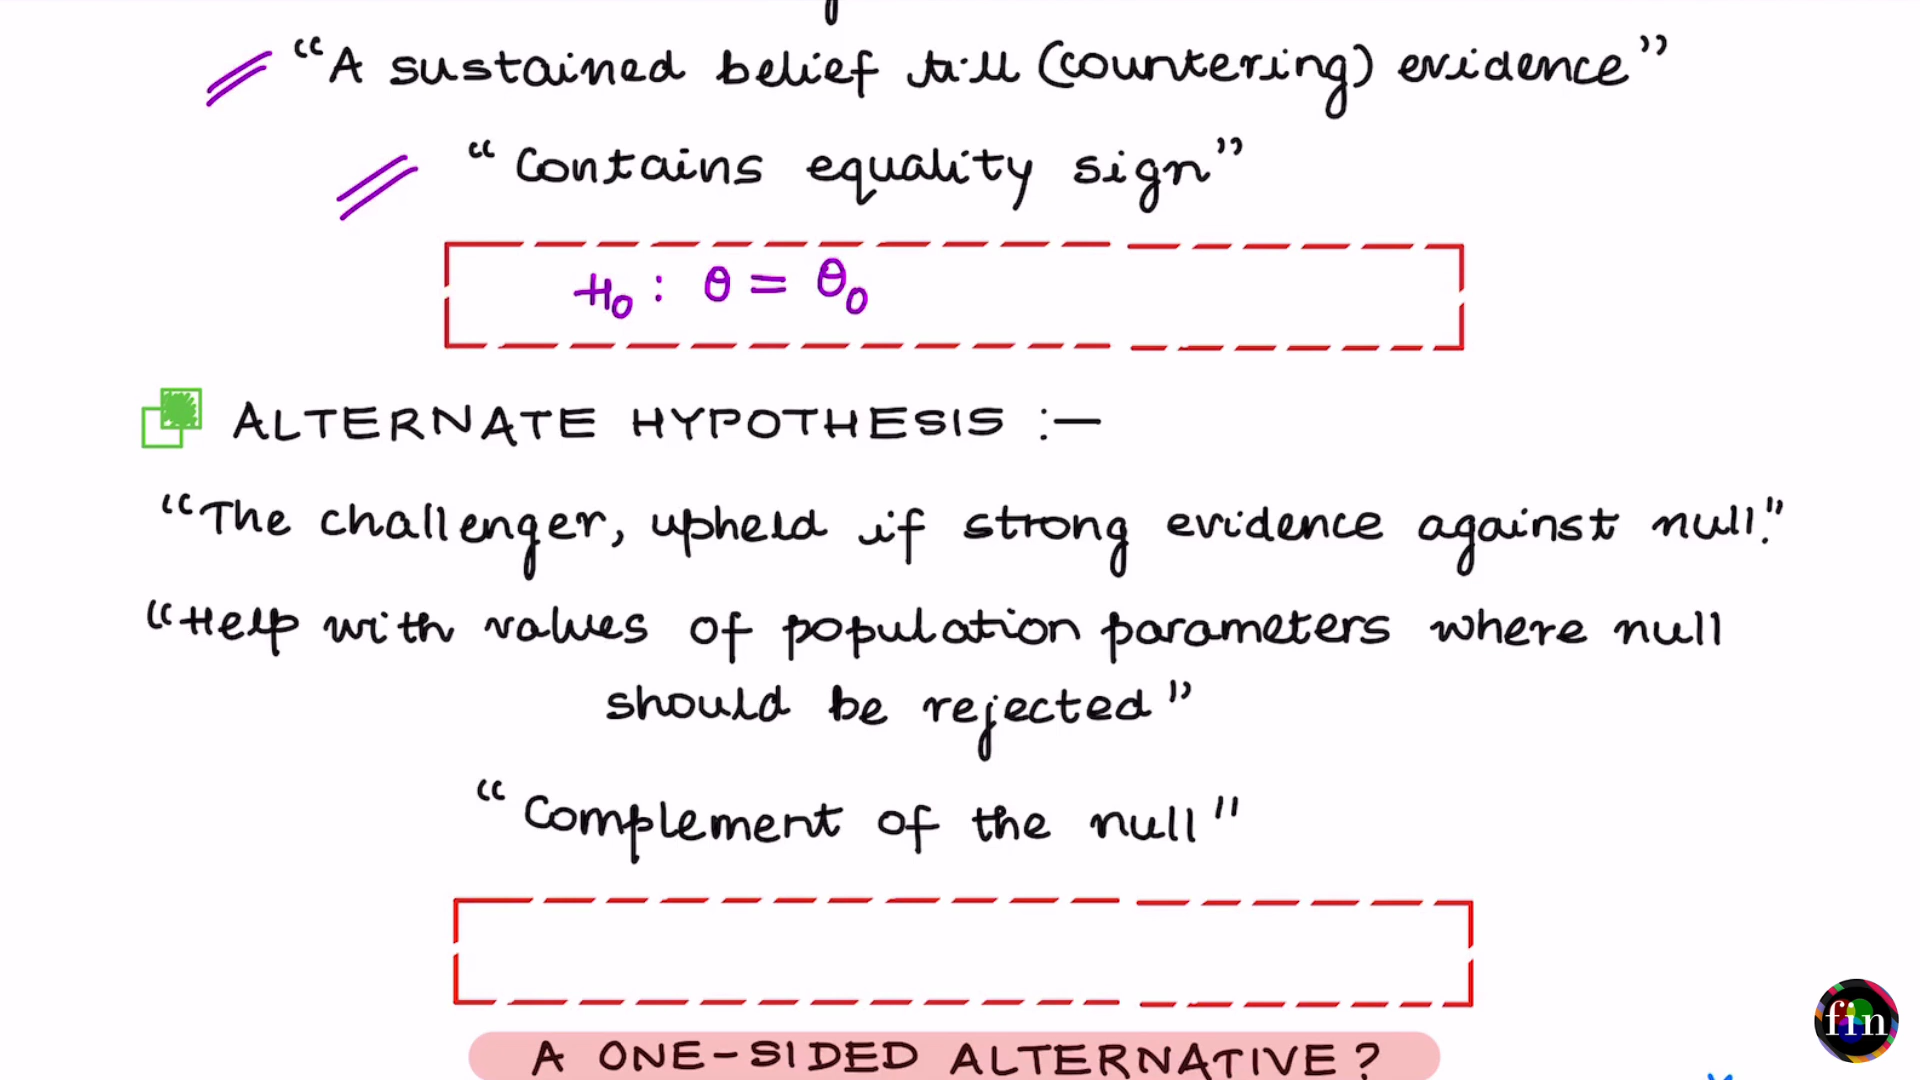 “A sustained belief till (countering) evidence”
“Contains equality sign”
H₀ : θ = θ₀
ALTERNATE HYPOTHESIS :—
“The challenger, upheld if strong evidence against null.”
“Help with values of population parameters where null
should be rejected”
“Complement of the null”
A ONE-SIDED ALTERNATIVE ?
fin